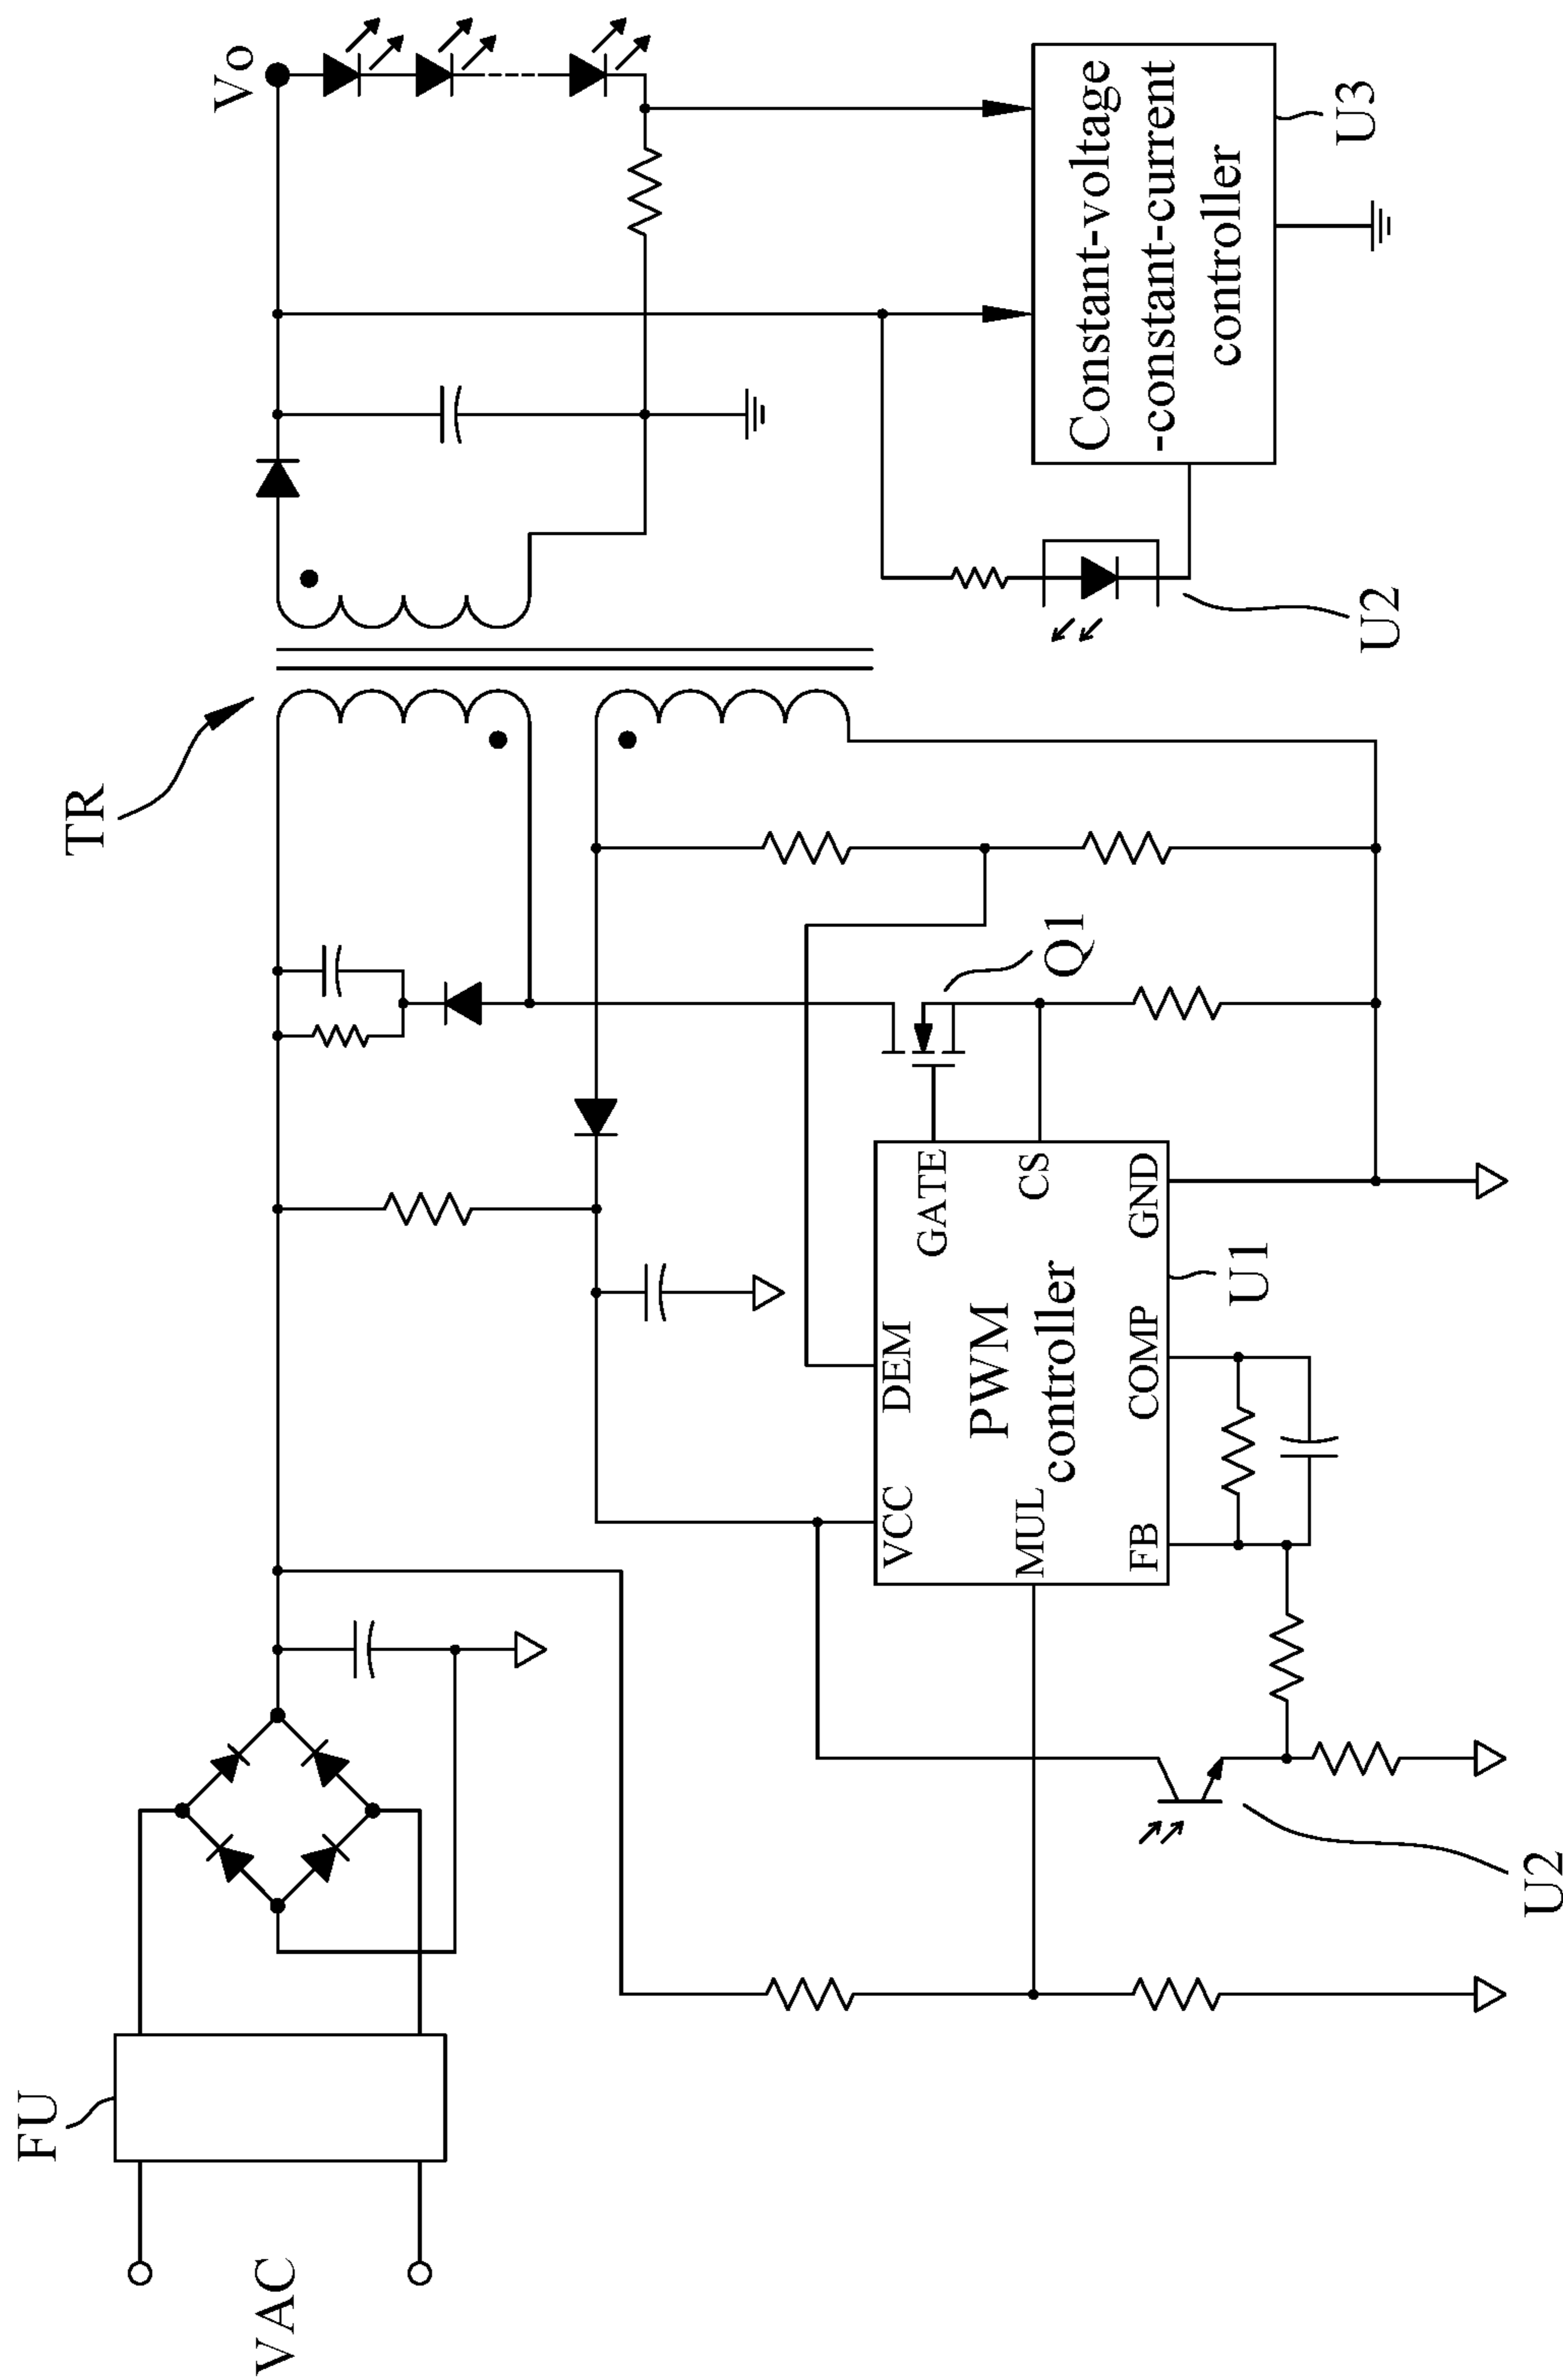 FU
VAC
TR
Vo
VCC
DEM
GATE
MUL
PWM
controller
CS
FB
COMP
GND
U1
Q1
U2
U2
Constant-voltage
-constant-current
controller
U3